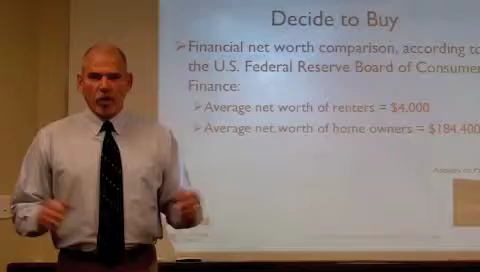 Decide to Buy
➢Financial net worth comparison, according to
the U.S. Federal Reserve Board of Consumer
Finance:
➢Average net worth of renters = $4,000
➢Average net worth of home owners = $184,400